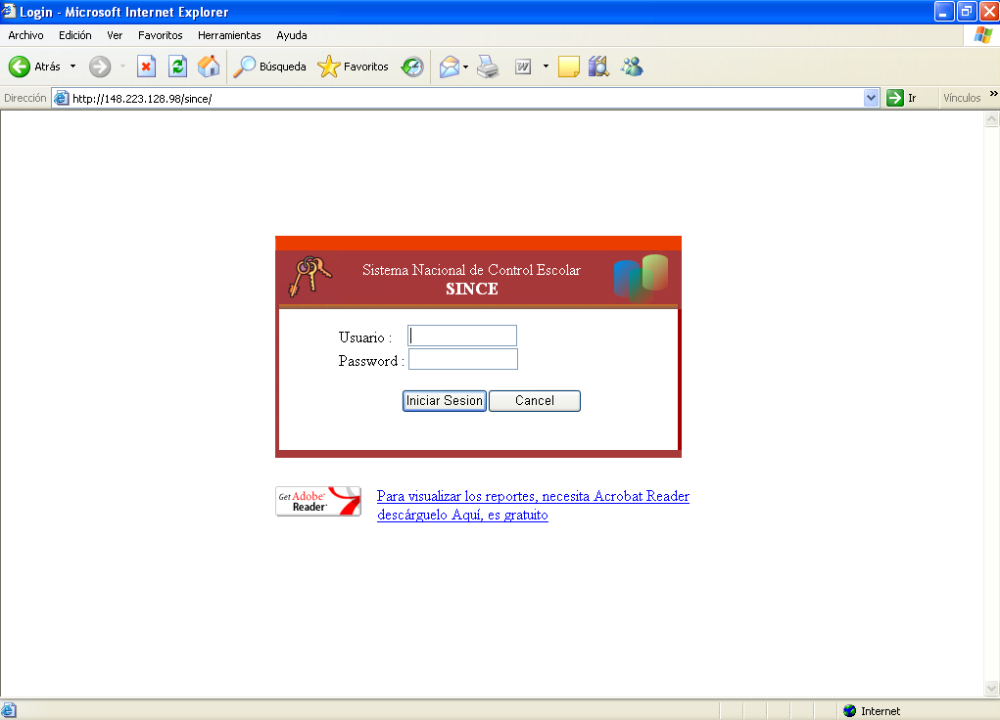 Login - Microsoft Internet Explorer
Archivo Edición Ver Favoritos Herramientas Ayuda
Atrás Búsqueda Favoritos
Dirección http://148.223.128.98/since/ Ir Vínculos »
Sistema Nacional de Control Escolar
SINCE
Usuario :
Password :
Iniciar Sesion Cancel
Get Adobe® Reader®
Para visualizar los reportes, necesita Acrobat Reader
descárguelo Aquí, es gratuito
Internet